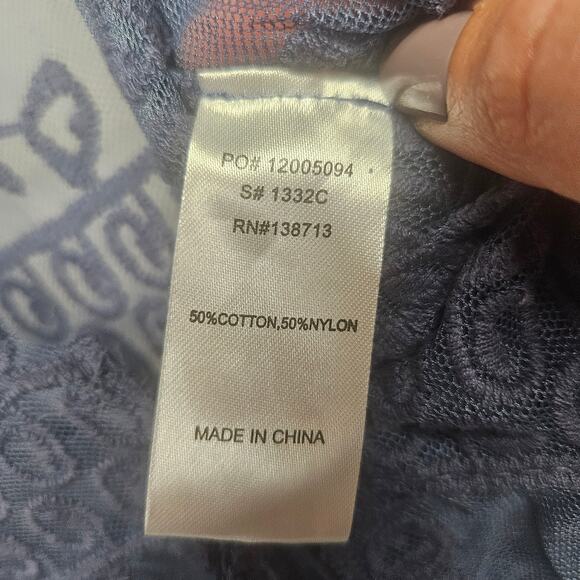 PO# 12005094
S# 1332C
RN#138713
50%COTTON,50%NYLON
MADE IN CHINA